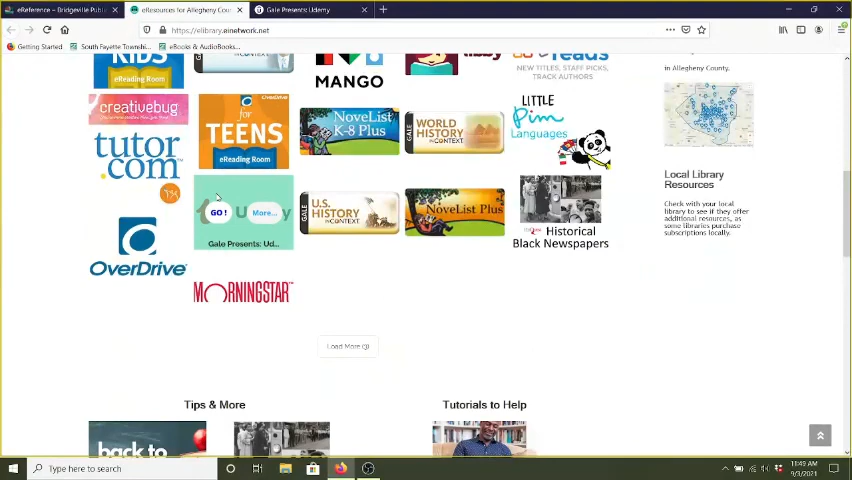 eReference – Bridgeville Publi
eResources for Allegheny Coun
Gale Presents: Udemy
https://elibrary.einetwork.net
Getting Started
South Fayette Townshi...
eBooks & AudioBooks...
KIDS
eReading Room
MANGO
reads
NEW TITLES, STAFF PICKS,
TRACK AUTHORS
in Allegheny County.
creativebug
OVERDRIVE
for
TEENS
eReading Room
NoveList
K-8 Plus
GALE
WORLD
HISTORY
IN CONTEXT
LITTLE
Pim
Languages
tutor.
com
GO !
More...
Gale Presents: Ud...
GALE
U.S.
HISTORY
IN CONTEXT
NoveList Plus
Historical
Black Newspapers
Local Library
Resources
Check with your local
library to see if they offer
additional resources, as
some libraries purchase
subscriptions locally.
OverDrive
MORNINGSTAR
Load More (3)
Tips & More
Tutorials to Help
back to
Type here to search
11:49 AM
9/3/2021